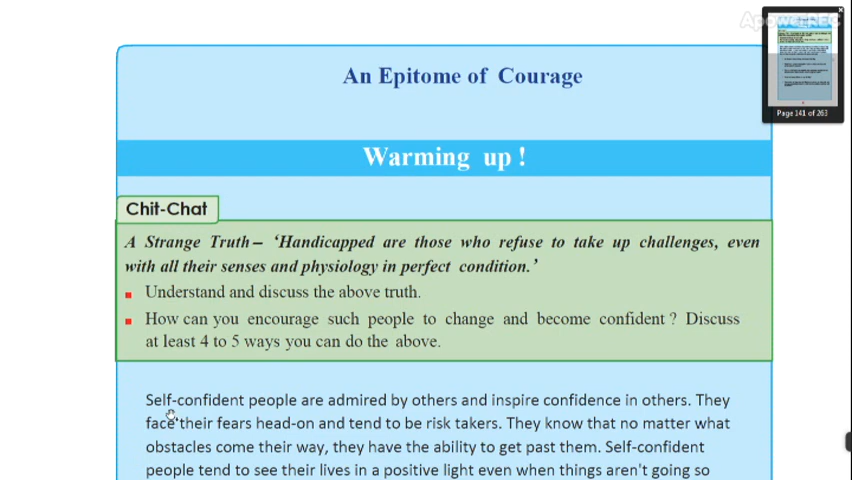 ApowerREC
Page 141 of 263
An Epitome of Courage
Warming up !
Chit-Chat
A Strange Truth – ‘Handicapped are those who refuse to take up challenges, even
with all their senses and physiology in perfect condition.’
Understand and discuss the above truth.
How can you encourage such people to change and become confident ? Discuss
at least 4 to 5 ways you can do the above.
Self-confident people are admired by others and inspire confidence in others. They
face their fears head-on and tend to be risk takers. They know that no matter what
obstacles come their way, they have the ability to get past them. Self-confident
people tend to see their lives in a positive light even when things aren't going so